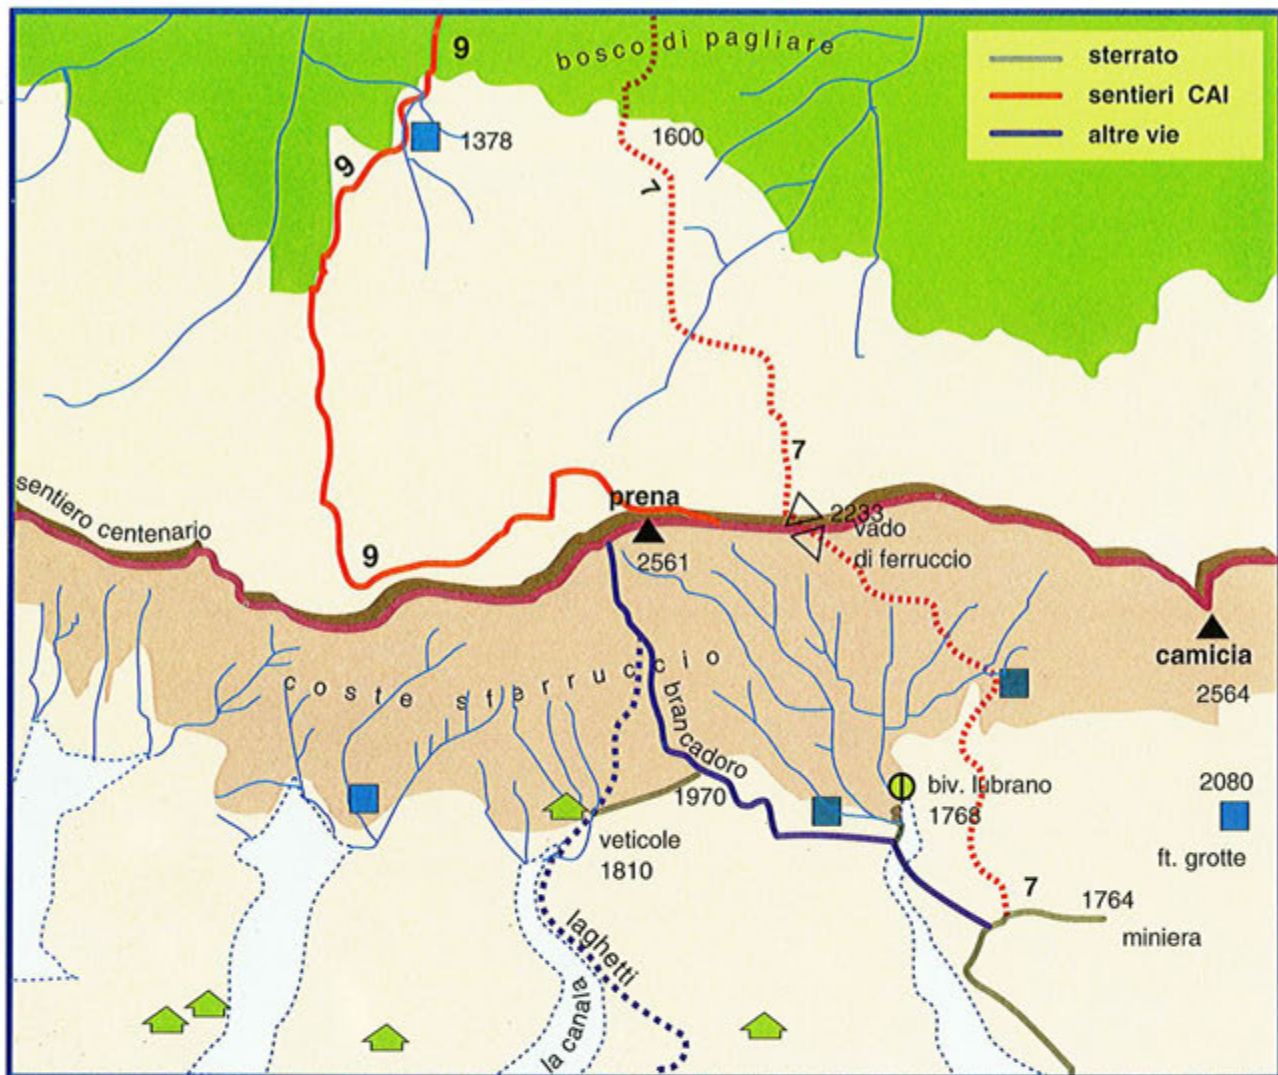 9
bosco di pagliare
sterrato
sentieri CAI
altre vie
1378
1600
9
7
7
sentiero centenario
prena
2561
2233
vado
di ferruccio
9
camicia
2564
coste sferruccio
brancadoro
1970
biv. lubrano
1768
2080
ft. grotte
veticole
1810
7
1764
miniera
laghetti
la canala